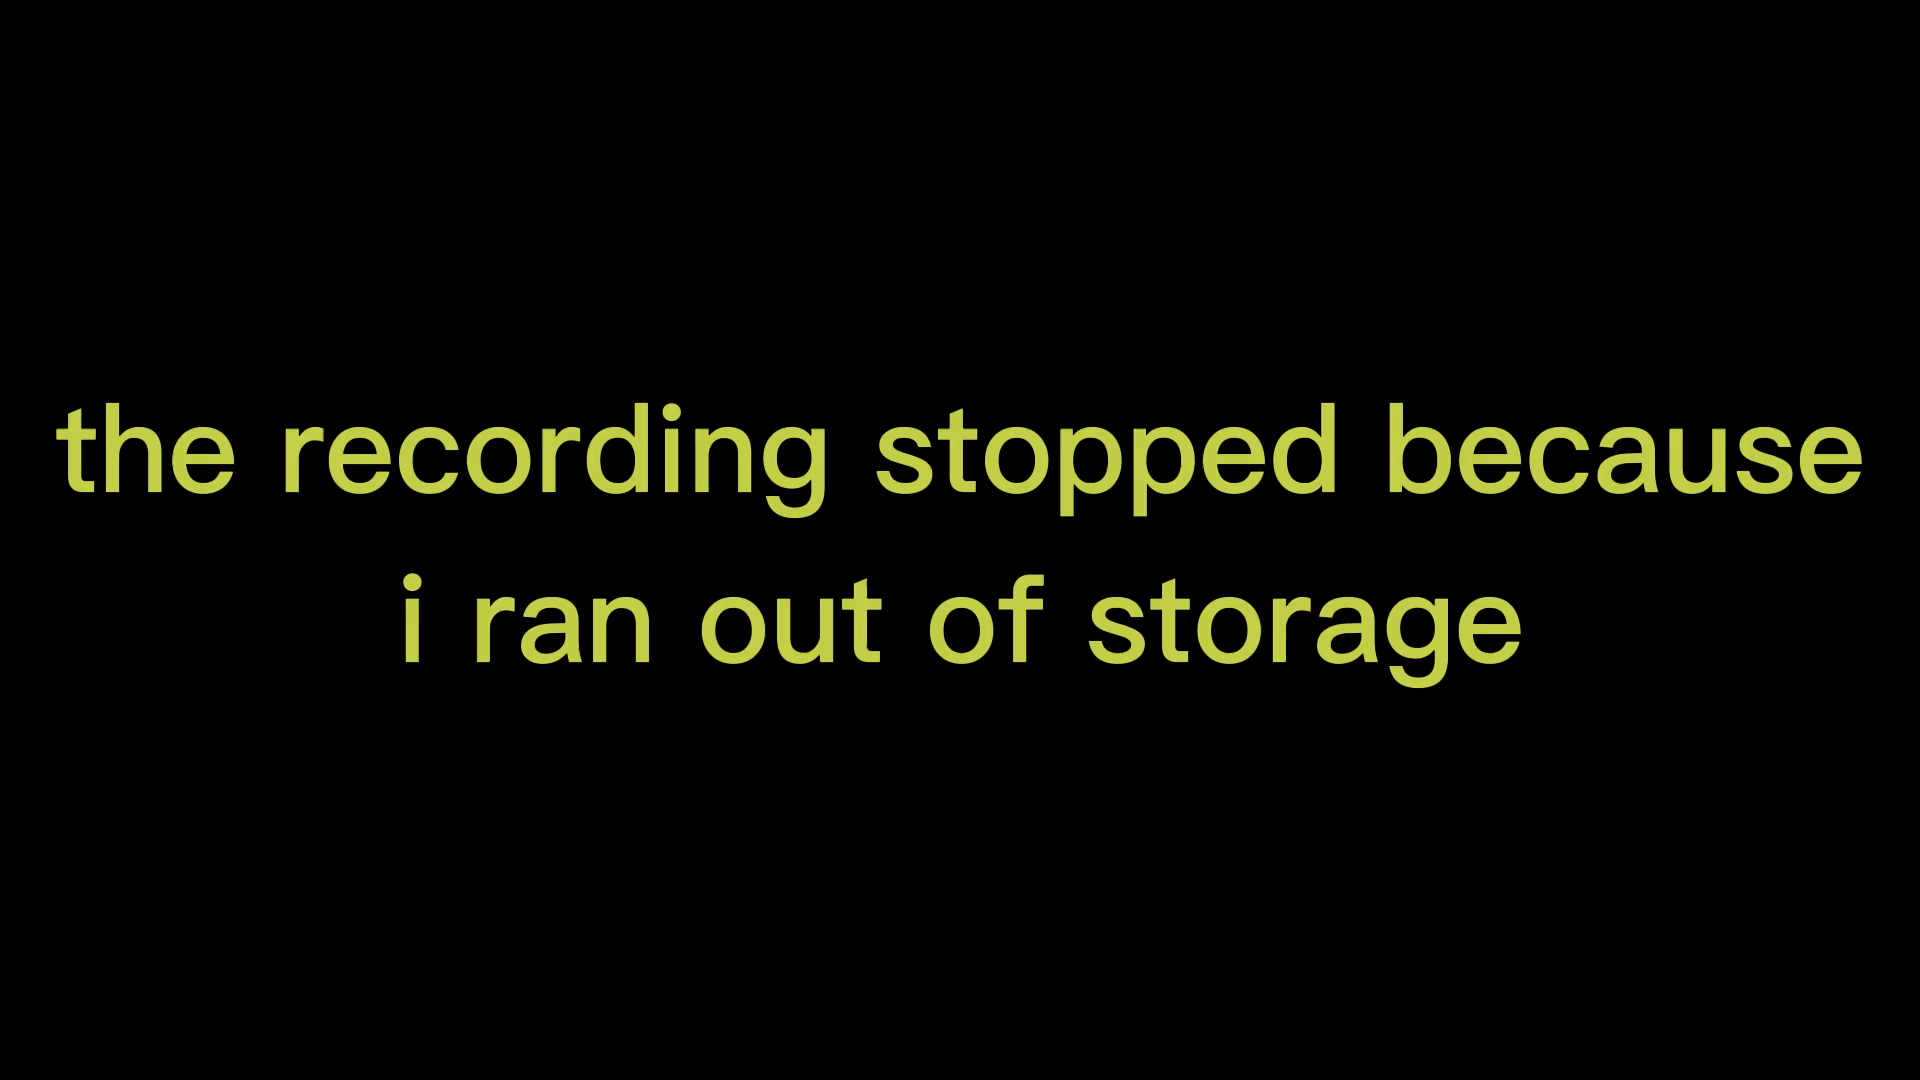 the recording stopped because
i ran out of storage